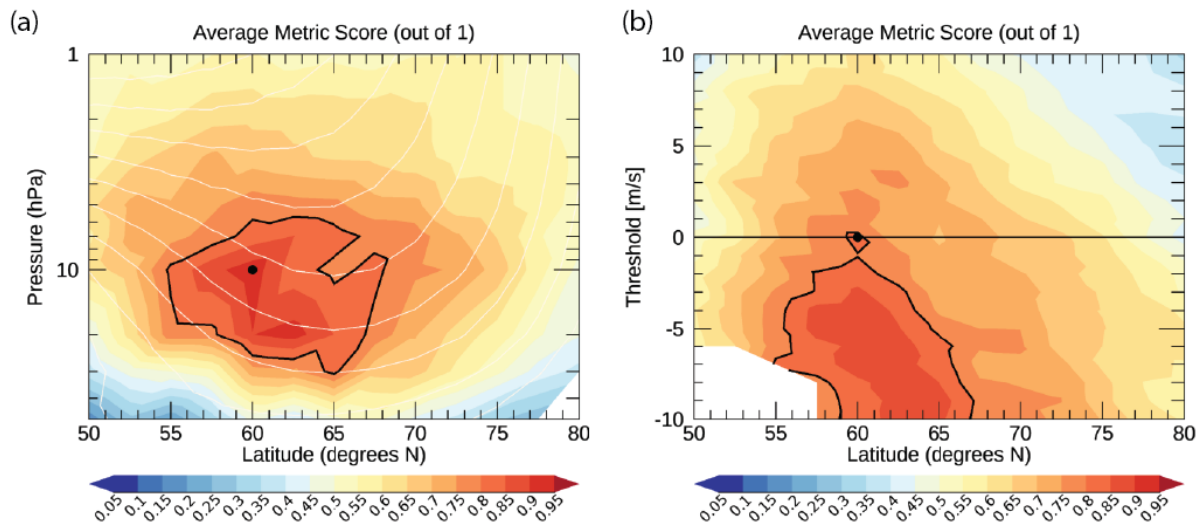 (a)
Average Metric Score (out of 1)
1
10
Pressure (hPa)
50 55 60 65 70 75 80
Latitude (degrees N)
0.05 0.1 0.15 0.2 0.25 0.3 0.35 0.4 0.45 0.5 0.55 0.6 0.65 0.7 0.75 0.8 0.85 0.9 0.95
(b)
Average Metric Score (out of 1)
10
5
0
-5
-10
Threshold [m/s]
50 55 60 65 70 75 80
Latitude (degrees N)
0.05 0.1 0.15 0.2 0.25 0.3 0.35 0.4 0.45 0.5 0.55 0.6 0.65 0.7 0.75 0.8 0.85 0.9 0.95